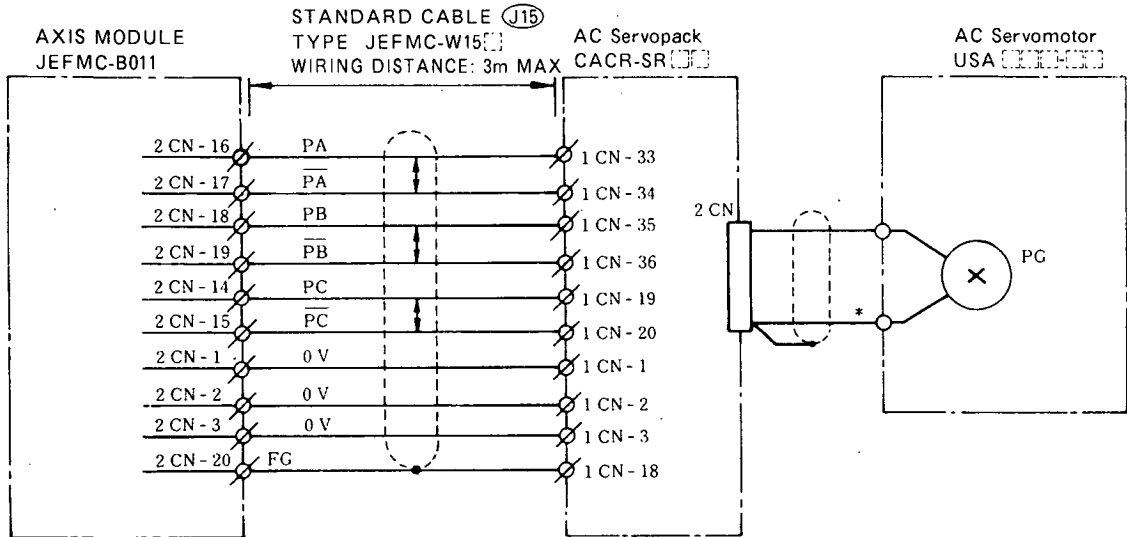 STANDARD CABLE J15
TYPE JEFMC-W15[ ]
WIRING DISTANCE: 3m MAX
AXIS MODULE
JEFMC-B011
AC Servopack
CACR-SR[ ][ ]
AC Servomotor
USA [ ][ ][ ]-[ ][ ]
2 CN - 16 PA 1 CN - 33
2 CN - 17 P̅A̅ 1 CN - 34
2 CN - 18 PB 1 CN - 35
2 CN - 19 P̅B̅ 1 CN - 36
2 CN - 14 PC 1 CN - 19
2 CN - 15 P̅C̅ 1 CN - 20
2 CN - 1 0 V 1 CN - 1
2 CN - 2 0 V 1 CN - 2
2 CN - 3 0 V 1 CN - 3
2 CN - 20 FG 1 CN - 18
2 CN
PG
*